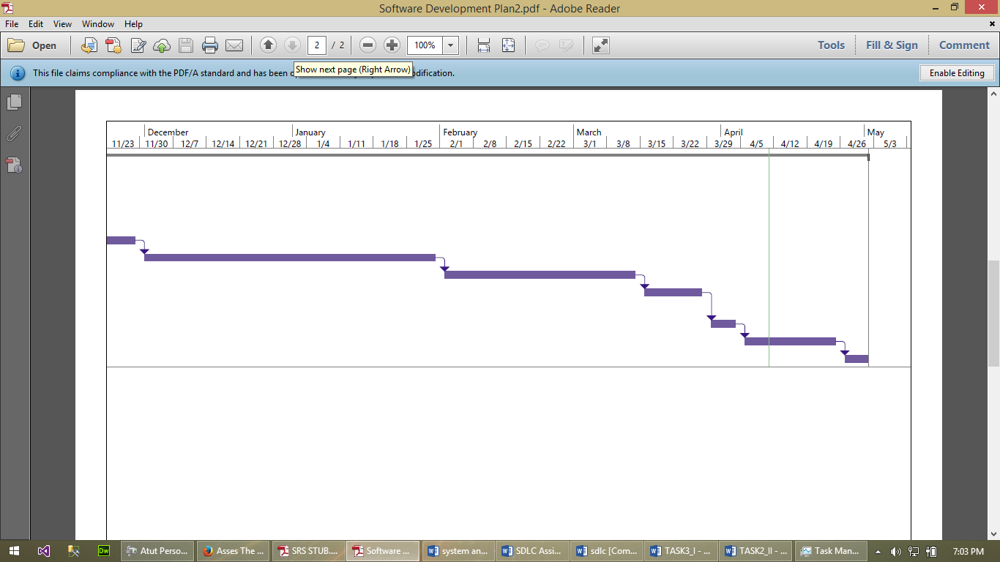 Software Development Plan2.pdf - Adobe Reader
File Edit View Window Help
Open 2 / 2 100% Tools Fill & Sign Comment
This file claims compliance with the PDF/A standard and has been o
Show next page (Right Arrow)
odification.
Enable Editing
December January February March April May
11/23 11/30 12/7 12/14 12/21 12/28 1/4 1/11 1/18 1/25 2/1 2/8 2/15 2/22 3/1 3/8 3/15 3/22 3/29 4/5 4/12 4/19 4/26 5/3
Dw Atut Perso... Asses The ... SRS STUB.... Software ... system an... SDLC Assi... sdlc [Com... TASK3_I - ... TASK2_II - ... Task Man... 7:03 PM